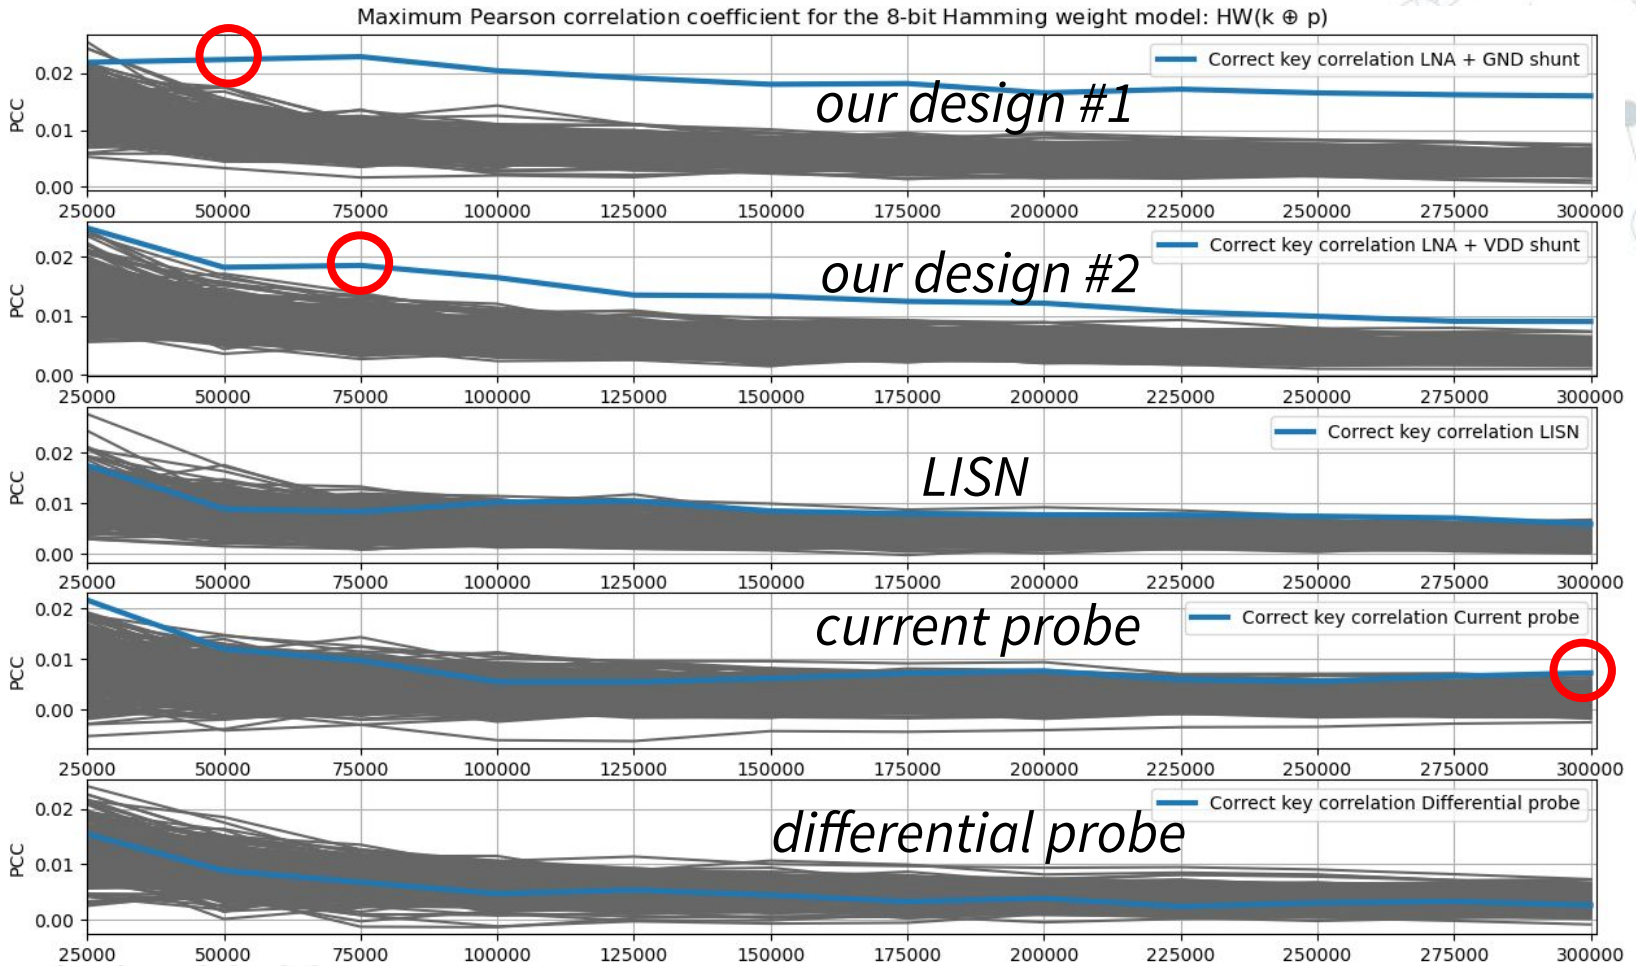 Maximum Pearson correlation coefficient for the 8-bit Hamming weight model: HW(k ⊕ p)
PCC
0.02
0.01
0.00
Correct key correlation LNA + GND shunt
our design #1
25000 50000 75000 100000 125000 150000 175000 200000 225000 250000 275000 300000
PCC
0.02
0.01
0.00
Correct key correlation LNA + VDD shunt
our design #2
25000 50000 75000 100000 125000 150000 175000 200000 225000 250000 275000 300000
PCC
0.02
0.01
0.00
Correct key correlation LISN
LISN
25000 50000 75000 100000 125000 150000 175000 200000 225000 250000 275000 300000
PCC
0.02
0.01
0.00
Correct key correlation Current probe
current probe
25000 50000 75000 100000 125000 150000 175000 200000 225000 250000 275000 300000
PCC
0.02
0.01
0.00
Correct key correlation Differential probe
differential probe
25000 50000 75000 100000 125000 150000 175000 200000 225000 250000 275000 300000